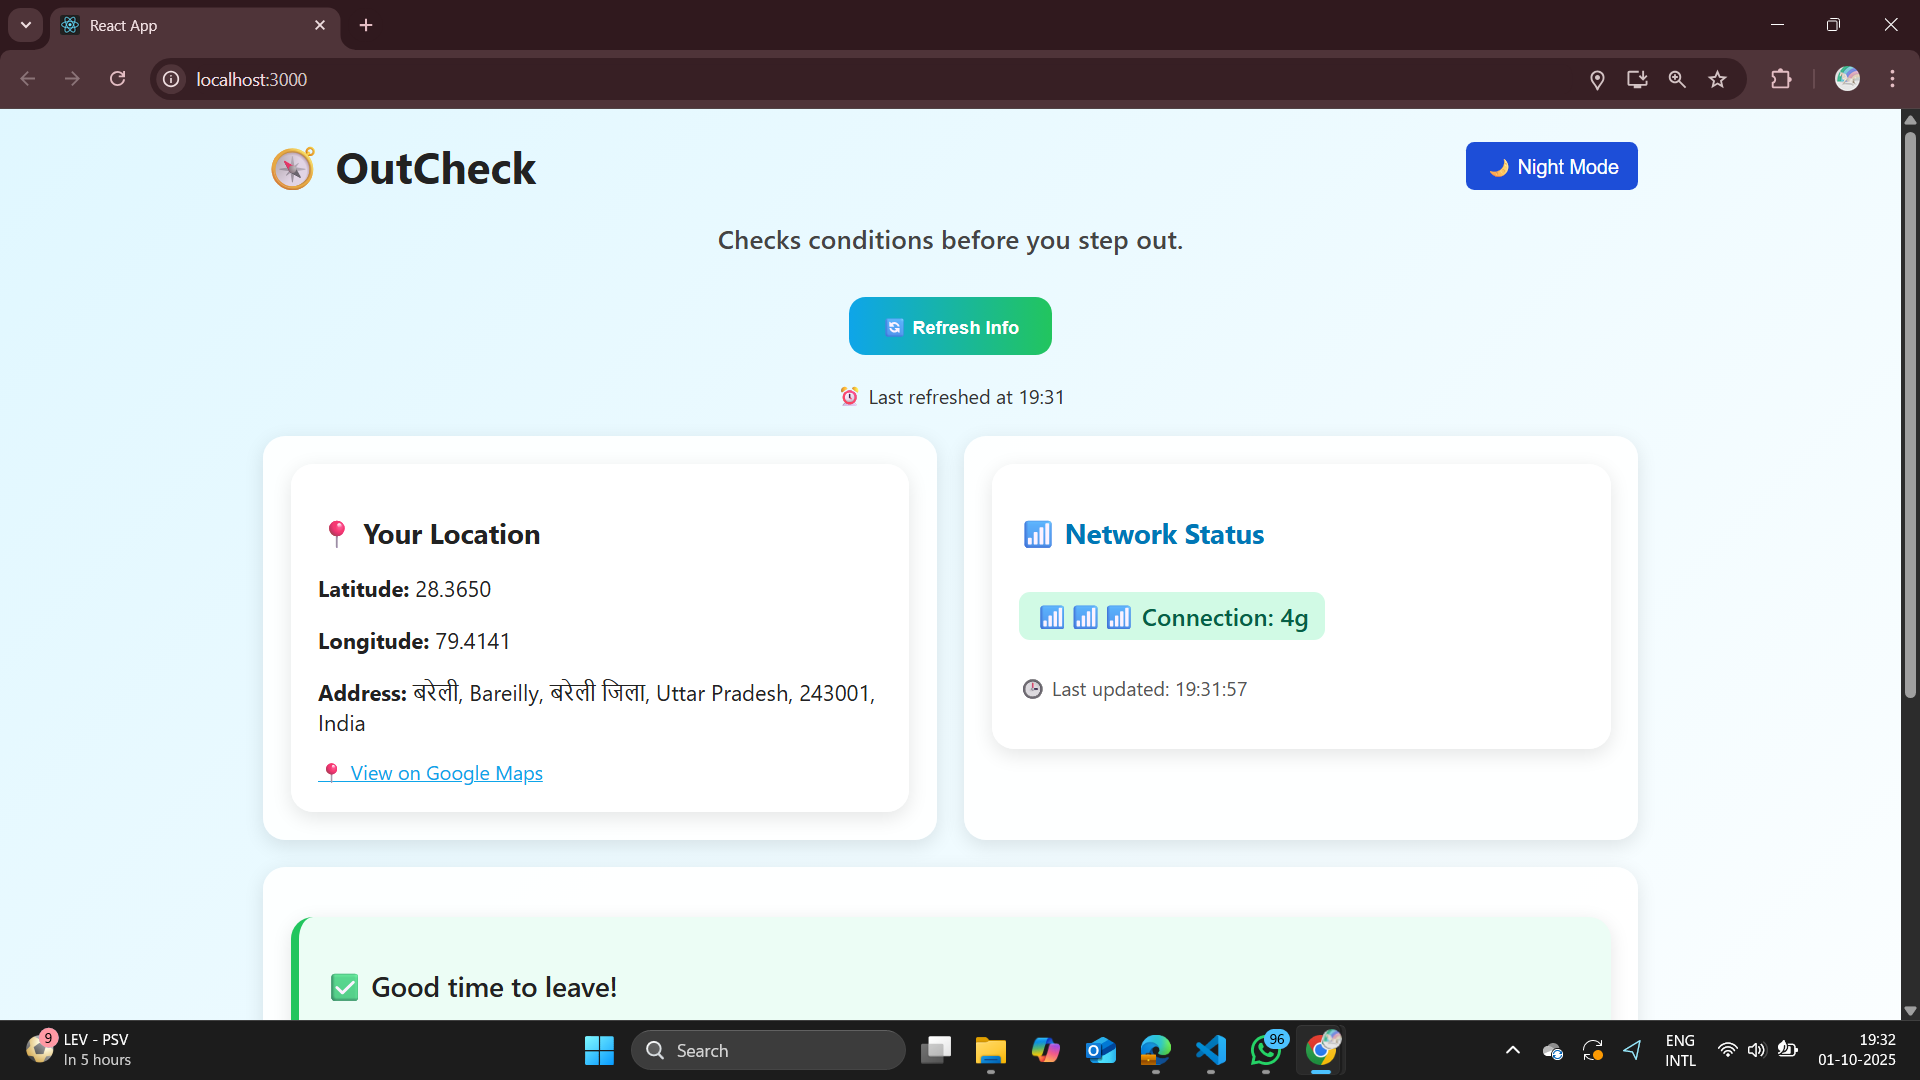 React App
localhost:3000
OutCheck
Night Mode
Checks conditions before you step out.
Refresh Info
Last refreshed at 19:31
Your Location
Latitude: 28.3650
Longitude: 79.4141
Address: बरेली, Bareilly, बरेली जिला, Uttar Pradesh, 243001,
India
View on Google Maps
Network Status
Connection: 4g
Last updated: 19:31:57
Good time to leave!
9
LEV - PSV
In 5 hours
Search
96
ENG
INTL
19:32
01-10-2025